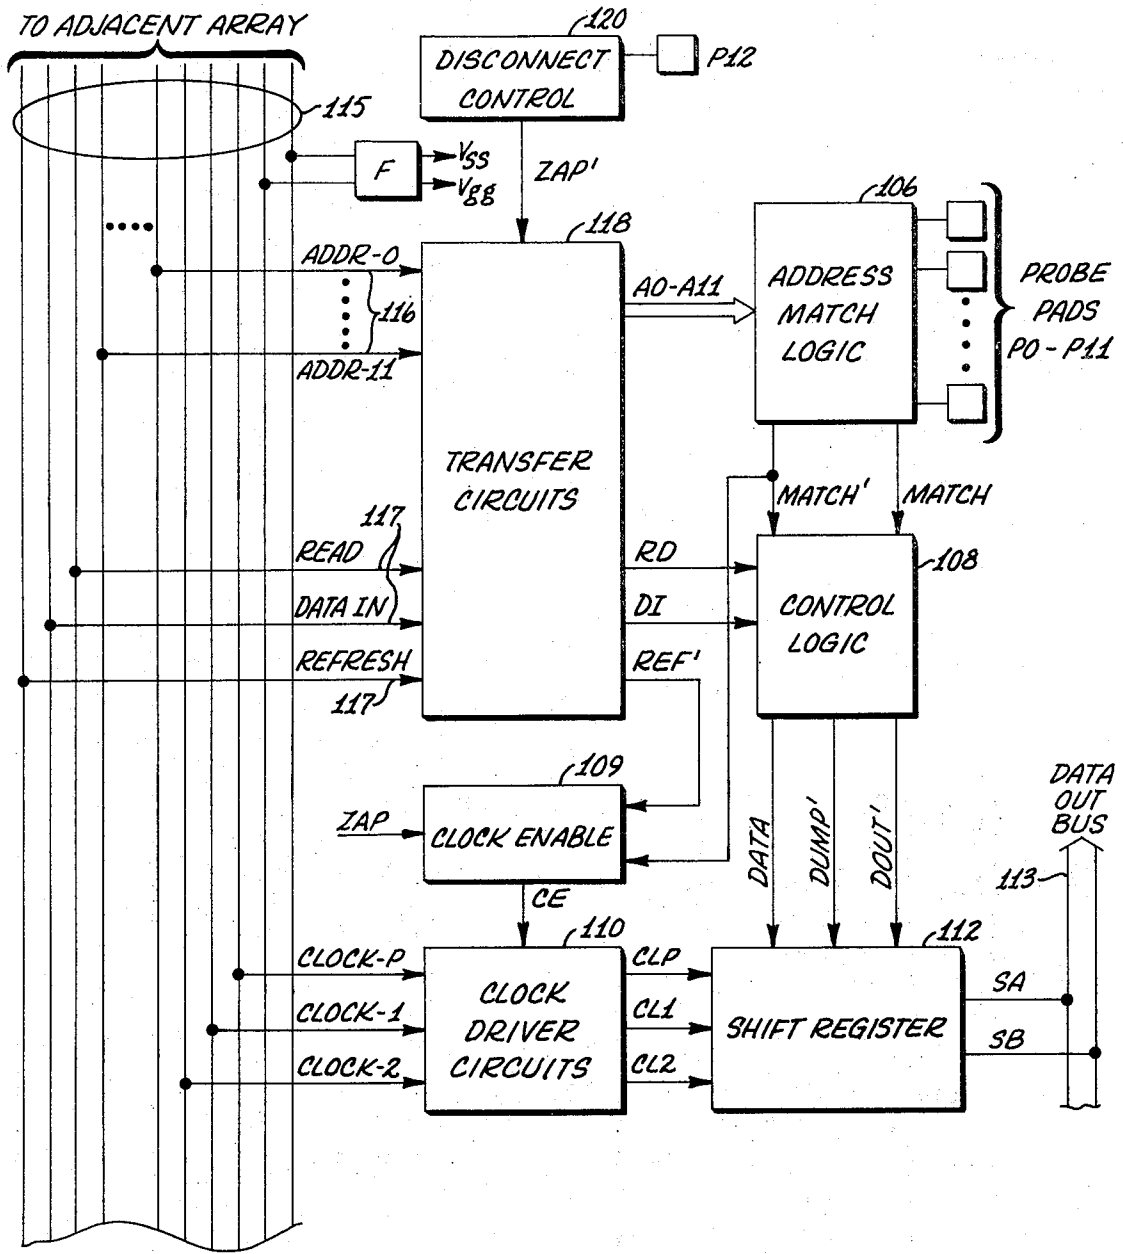 TO ADJACENT ARRAY
115
120
DISCONNECT
CONTROL
P12
F
VSS
Vgg
ZAP'
118
106
ADDR-0
116
ADDR-11
A0-A11
ADDRESS
MATCH
LOGIC
PROBE
PADS
P0-P11
TRANSFER
CIRCUITS
MATCH'
MATCH
117
READ
RD
108
DATA IN
DI
CONTROL
LOGIC
REFRESH
REF'
117
109
ZAP
CLOCK ENABLE
DATA
DUMP'
DOUT'
DATA
OUT
BUS
113
CE
110
112
CLOCK-P
CLP
CLOCK
DRIVER
CIRCUITS
SHIFT REGISTER
SA
CLOCK-1
CL1
SB
CLOCK-2
CL2